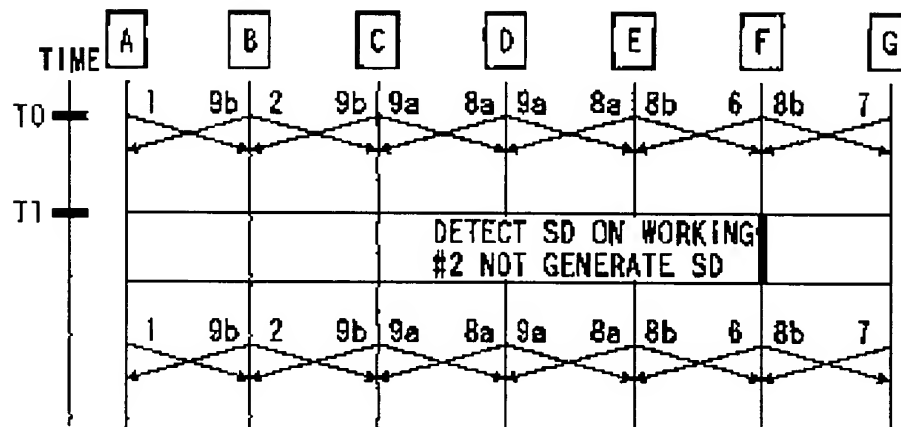 A B C D E F G
TIME
1 9b 2 9b 9a 8a 9a 8a 8b 6 8b 7
T0
T1
DETECT SD ON WORKING
#2 NOT GENERATE SD
1 9b 2 9b 9a 8a 9a 8a 8b 6 8b 7